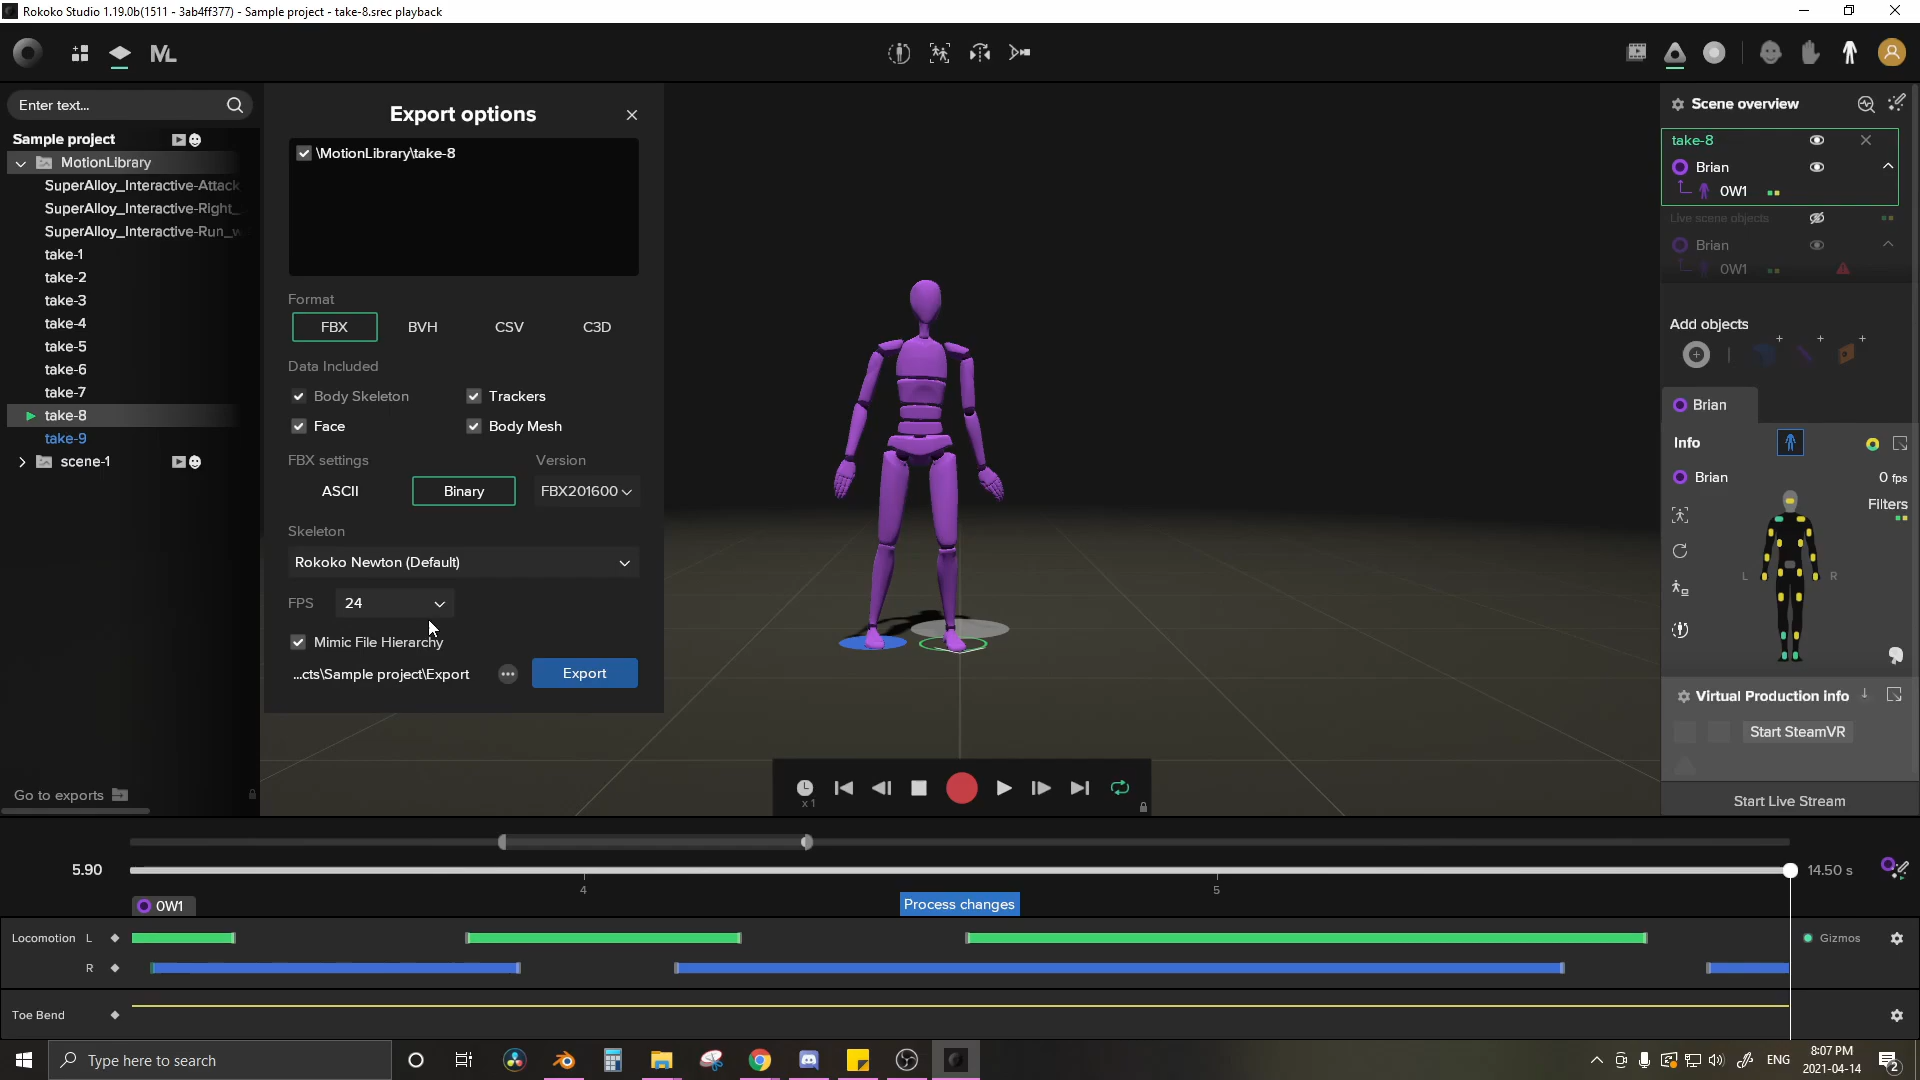 Rokoko Studio 1.19.0b(1511 - 3ab4ff377) - Sample project - take-8.srec playback
ML
Enter text...
Sample project
MotionLibrary
SuperAlloy_Interactive-Attack
SuperAlloy_Interactive-Right_
SuperAlloy_Interactive-Run_w
take-1
take-2
take-3
take-4
take-5
take-6
take-7
take-8
take-9
scene-1
Go to exports
Export options
\MotionLibrary\take-8
Format
FBX BVH CSV C3D
Data Included
Body Skeleton Trackers
Face Body Mesh
FBX settings Version
ASCII Binary FBX201600
Skeleton
Rokoko Newton (Default)
FPS 24
Mimic File Hierarchy
...cts\Sample project\Export Export
x 1
Scene overview
take-8
Brian
0W1
Live scene objects
Brian
0W1
Add objects
Brian
Info
Brian 0 fps
Filters
L R
Virtual Production info
Start SteamVR
Start Live Stream
5.90 14.50 s
4 5
0W1 Process changes
Locomotion L Gizmos
R
Toe Bend
Type here to search
ENG
8:07 PM
2021-04-14
2